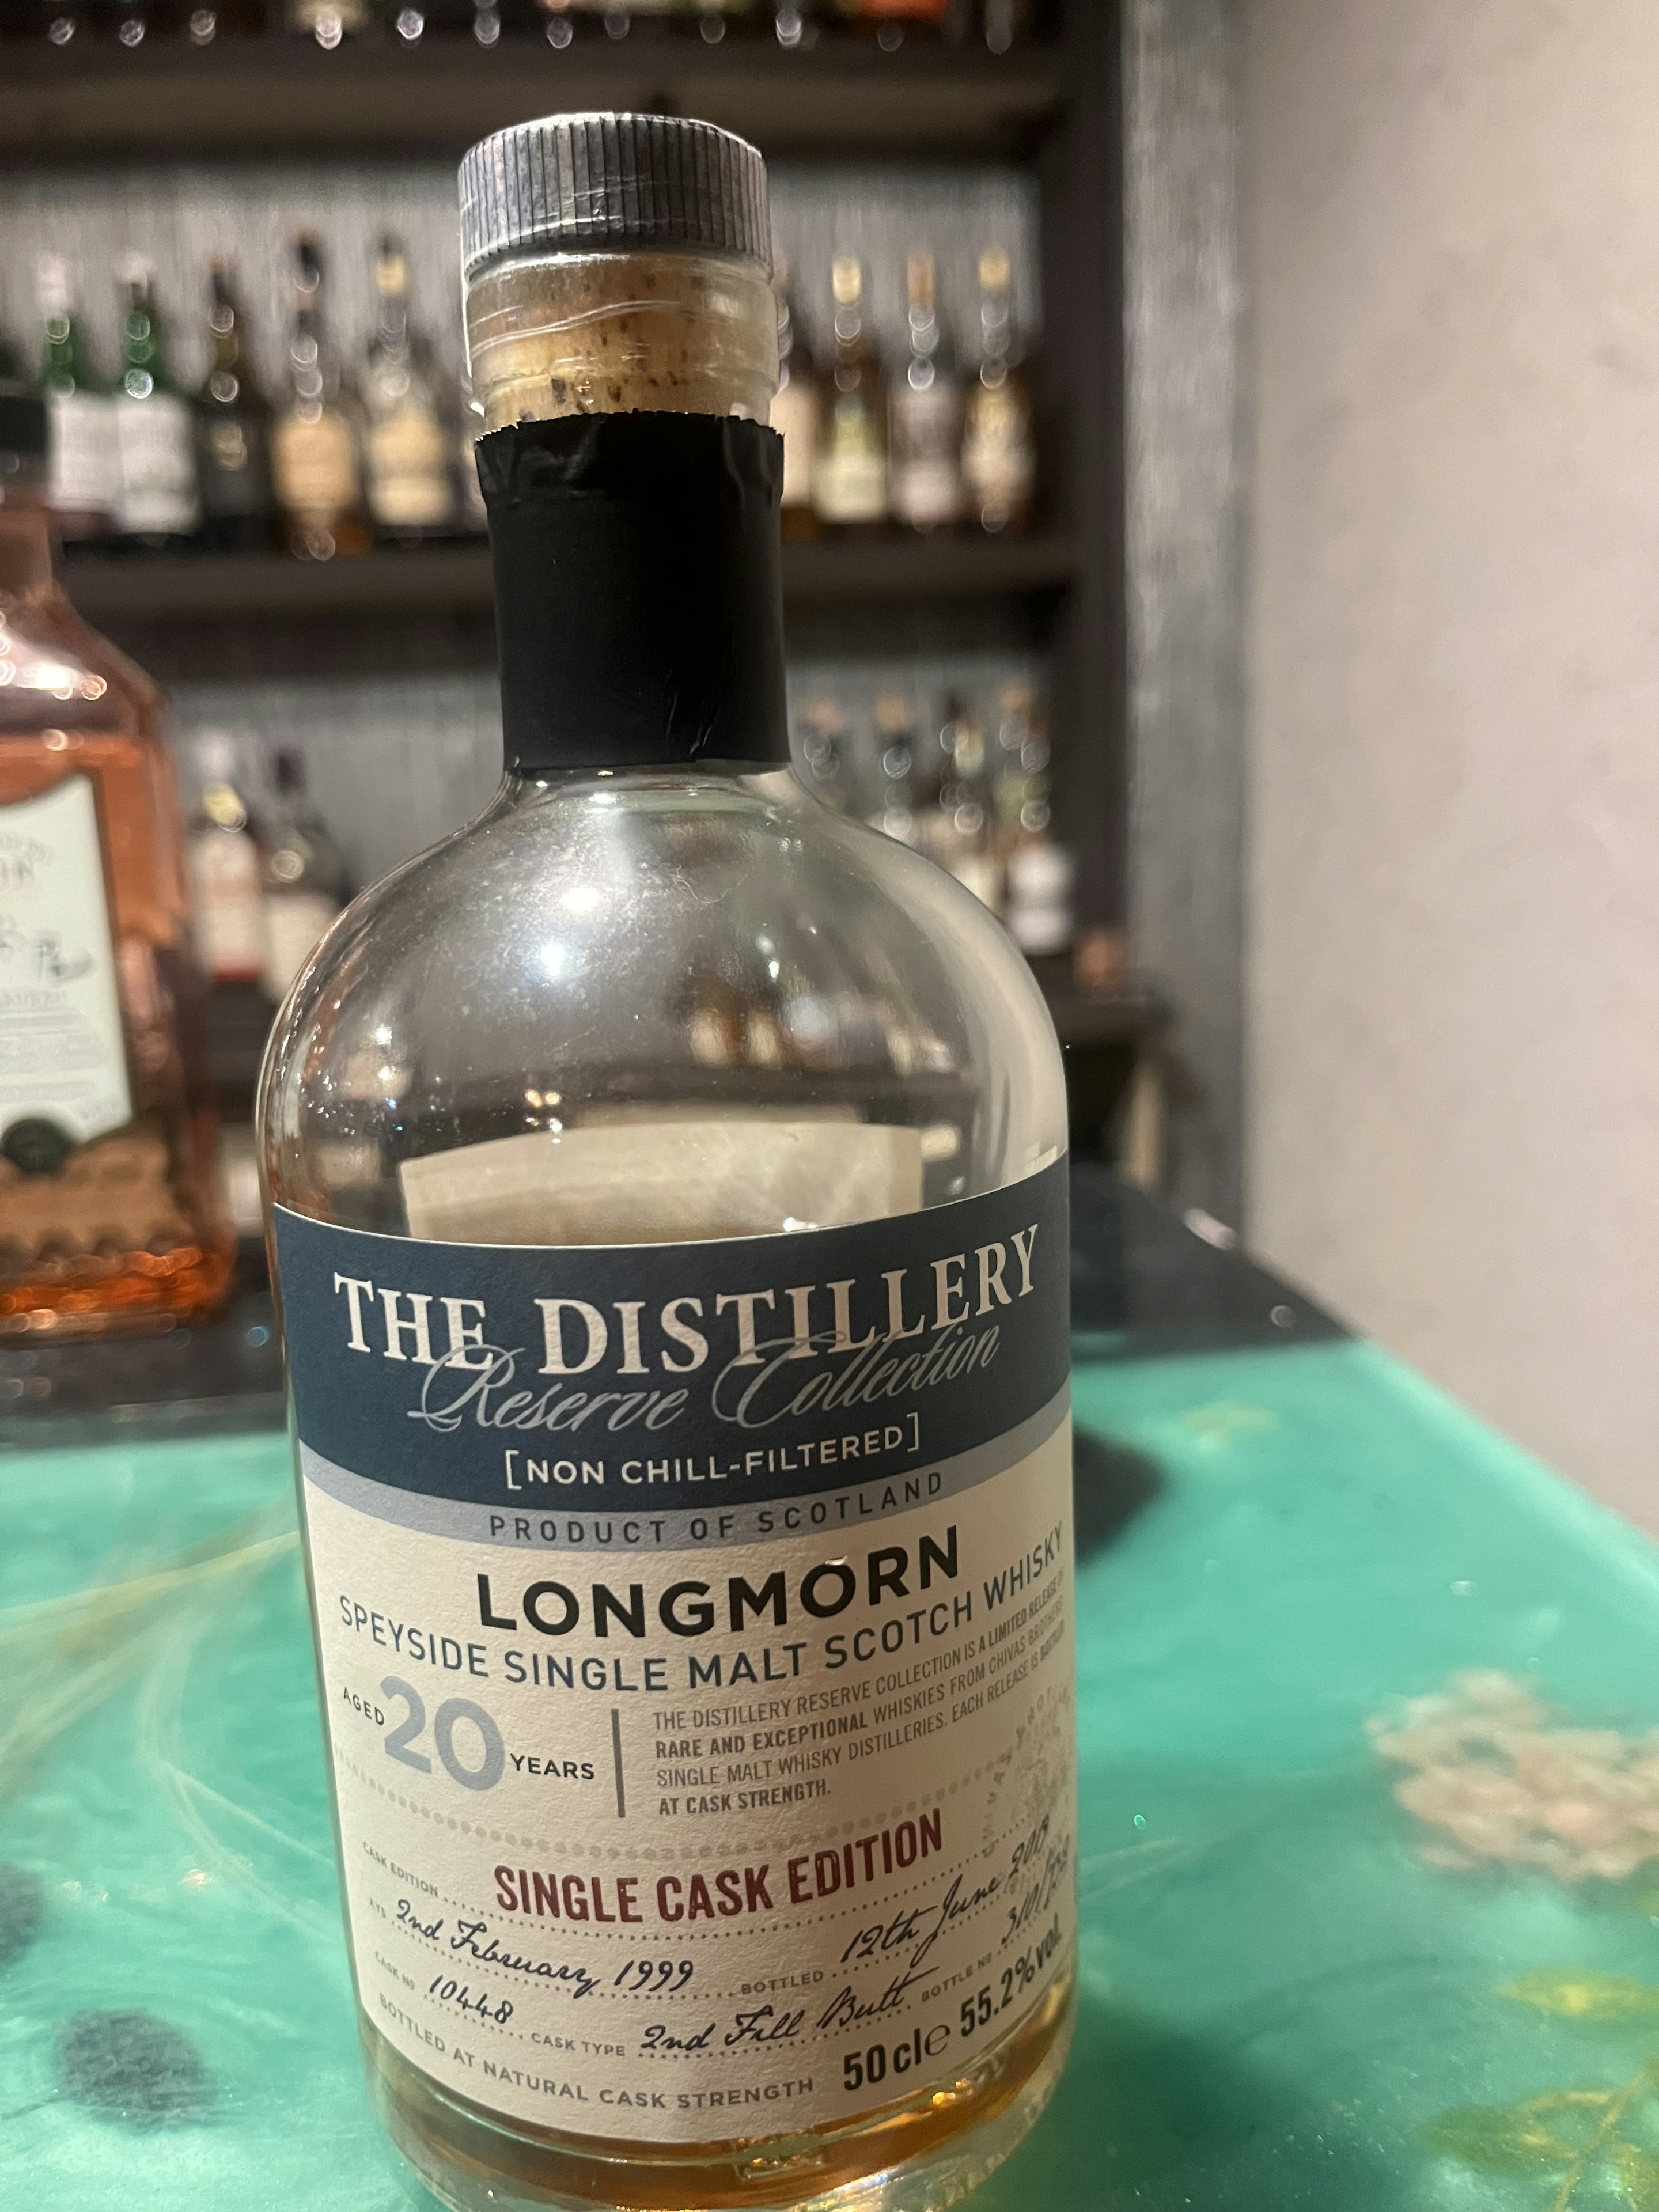 THE DISTILLERY
Reserve Collection
[NON CHILL-FILTERED]
PRODUCT OF SCOTLAND
LONGMORN
SPEYSIDE SINGLE MALT SCOTCH WHISKY
AGED 20 YEARS
THE DISTILLERY RESERVE COLLECTION IS A LIMITED RELEASE OF
RARE AND EXCEPTIONAL WHISKIES FROM CHIVAS BROTHERS
SINGLE MALT WHISKY DISTILLERIES. EACH RELEASE IS BOTTLED
AT CASK STRENGTH.
CASK EDITION SINGLE CASK EDITION
2nd February 1999 BOTTLED 12th June 2019
CASK Nº 10448 CASK TYPE 2nd Fill Butt BOTTLE Nº
BOTTLED AT NATURAL CASK STRENGTH 50cl e 55.2%vol.